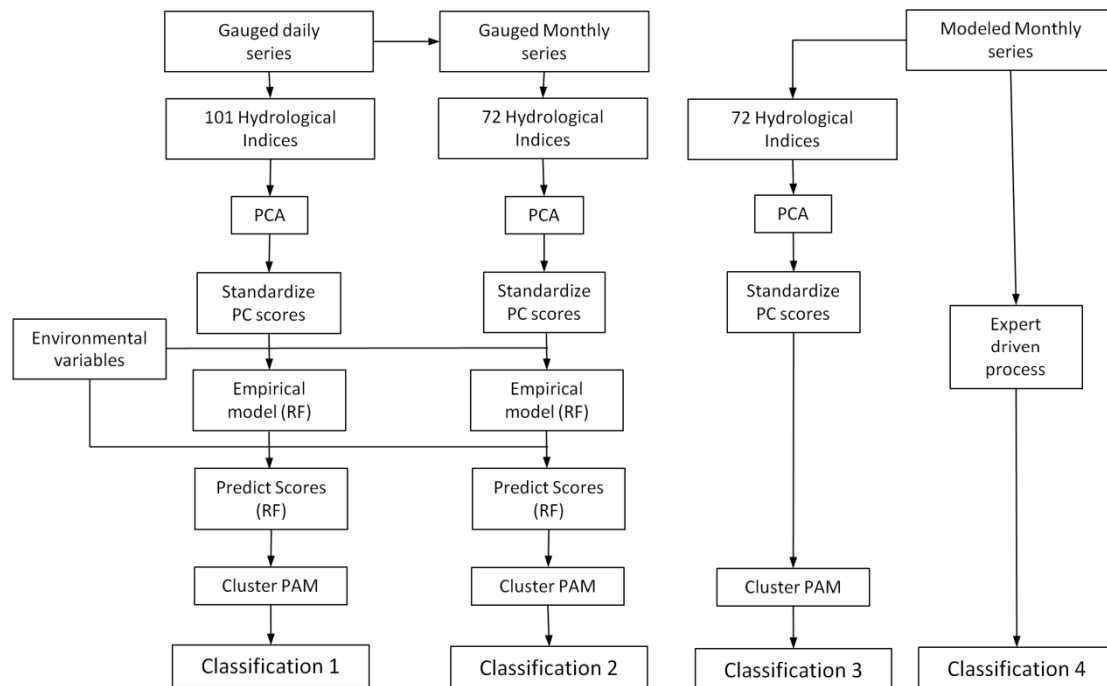 Gauged daily
series
Gauged Monthly
series
Modeled Monthly
series
101 Hydrological
Indices
72 Hydrological
Indices
72 Hydrological
Indices
PCA
PCA
PCA
Standardize
PC scores
Standardize
PC scores
Standardize
PC scores
Environmental
variables
Expert
driven
process
Empirical
model (RF)
Empirical
model (RF)
Predict Scores
(RF)
Predict Scores
(RF)
Cluster PAM
Cluster PAM
Cluster PAM
Classification 1
Classification 2
Classification 3
Classification 4